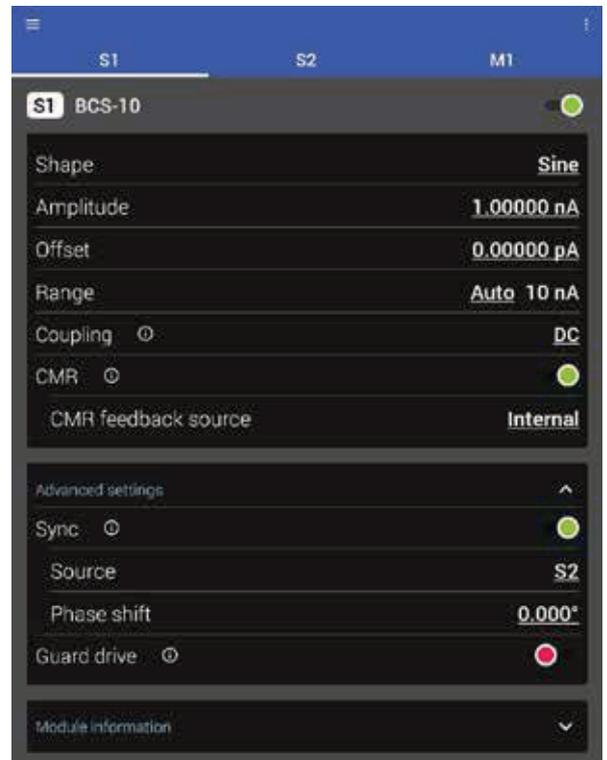 S1 S2 M1
S1 BCS-10
Shape Sine
Amplitude 1.00000 nA
Offset 0.00000 pA
Range Auto 10 nA
Coupling DC
CMR
CMR feedback source Internal
Advanced settings
Sync
Source S2
Phase shift 0.000°
Guard drive
Module information